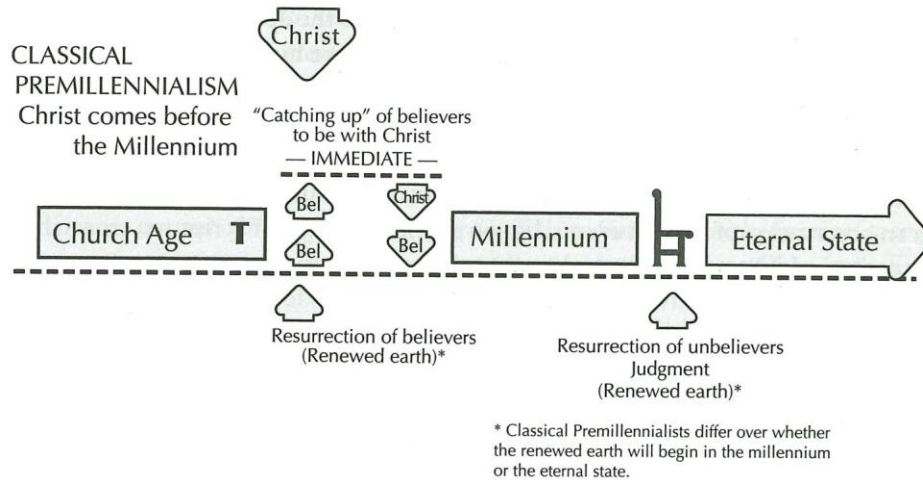 Christ
CLASSICAL
PREMILLENNIALISM
Christ comes before
the Millennium
“Catching up” of believers
to be with Christ
— IMMEDIATE —
Bel
Christ
Bel
Bel
Church Age T
Millennium
Eternal State
Resurrection of believers
(Renewed earth)*
Resurrection of unbelievers
Judgment
(Renewed earth)*
* Classical Premillennialists differ over whether
the renewed earth will begin in the millennium
or the eternal state.